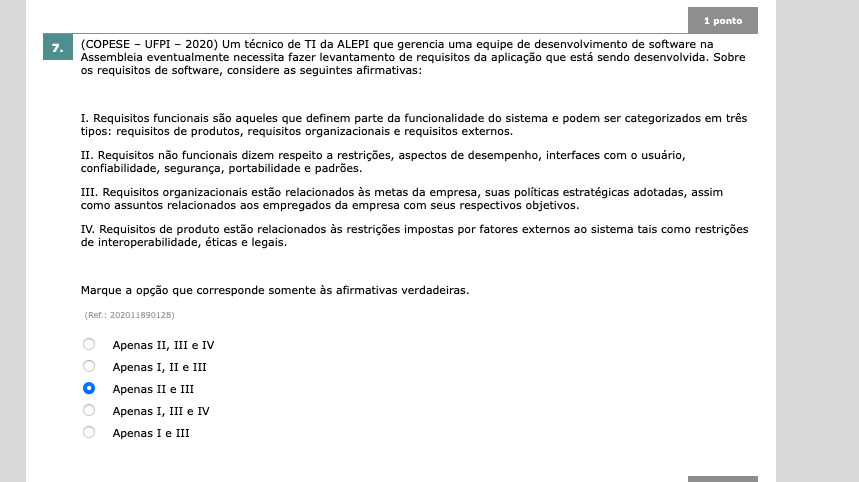 1 ponto
7.
(COPESE – UFPI – 2020) Um técnico de TI da ALEPI que gerencia uma equipe de desenvolvimento de software na
Assembleia eventualmente necessita fazer levantamento de requisitos da aplicação que está sendo desenvolvida. Sobre
os requisitos de software, considere as seguintes afirmativas:
I. Requisitos funcionais são aqueles que definem parte da funcionalidade do sistema e podem ser categorizados em três
tipos: requisitos de produtos, requisitos organizacionais e requisitos externos.
II. Requisitos não funcionais dizem respeito a restrições, aspectos de desempenho, interfaces com o usuário,
confiabilidade, segurança, portabilidade e padrões.
III. Requisitos organizacionais estão relacionados às metas da empresa, suas políticas estratégicas adotadas, assim
como assuntos relacionados aos empregados da empresa com seus respectivos objetivos.
IV. Requisitos de produto estão relacionados às restrições impostas por fatores externos ao sistema tais como restrições
de interoperabilidade, éticas e legais.
Marque a opção que corresponde somente às afirmativas verdadeiras.
(Ref.: 202011890128)
Apenas II, III e IV
Apenas I, II e III
Apenas II e III
Apenas I, III e IV
Apenas I e III